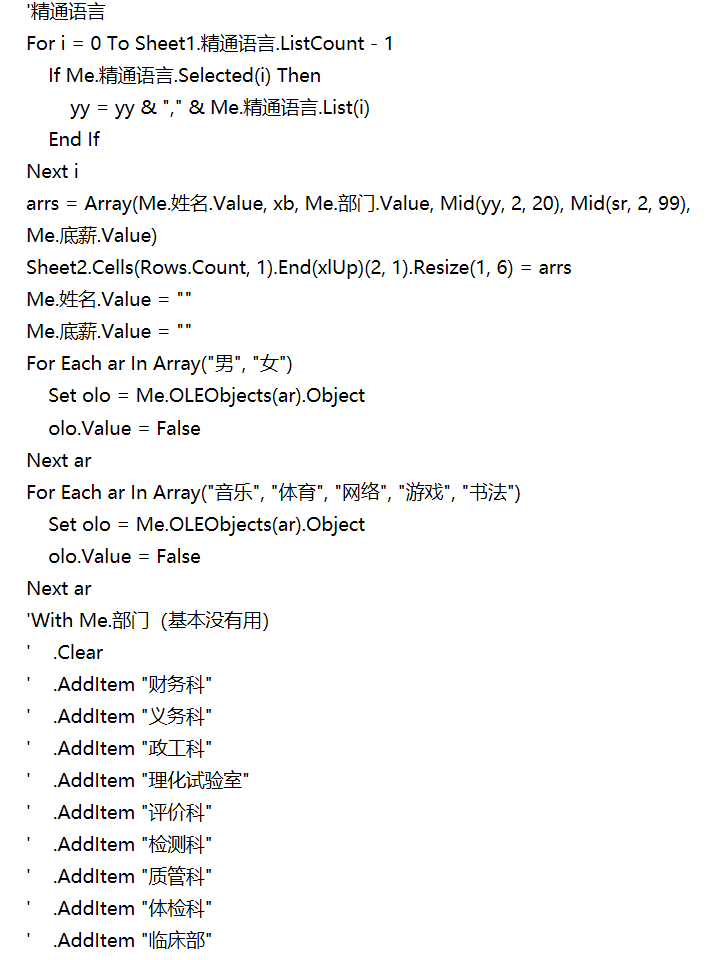 '精通语言
For i = 0 To Sheet1.精通语言.ListCount - 1
    If Me.精通语言.Selected(i) Then
        yy = yy & "," & Me.精通语言.List(i)
    End If
Next i
arrs = Array(Me.姓名.Value, xb, Me.部门.Value, Mid(yy, 2, 20), Mid(sr, 2, 99),
Me.底薪.Value)
Sheet2.Cells(Rows.Count, 1).End(xlUp)(2, 1).Resize(1, 6) = arrs
Me.姓名.Value = ""
Me.底薪.Value = ""
For Each ar In Array("男", "女")
    Set olo = Me.OLEObjects(ar).Object
    olo.Value = False
Next ar
For Each ar In Array("音乐", "体育", "网络", "游戏", "书法")
    Set olo = Me.OLEObjects(ar).Object
    olo.Value = False
Next ar
'With Me.部门（基本没有用）
'    .Clear
'    .AddItem "财务科"
'    .AddItem "义务科"
'    .AddItem "政工科"
'    .AddItem "理化试验室"
'    .AddItem "评价科"
'    .AddItem "检测科"
'    .AddItem "质管科"
'    .AddItem "体检科"
'    .AddItem "临床部"